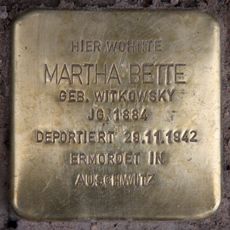 HIER WOHNTE
MARTHA BETTE
GEB. WITKOWSKY
JG. 1884
DEPORTIERT 29.11.1942
ERMORDET IN
AUSCHWITZ